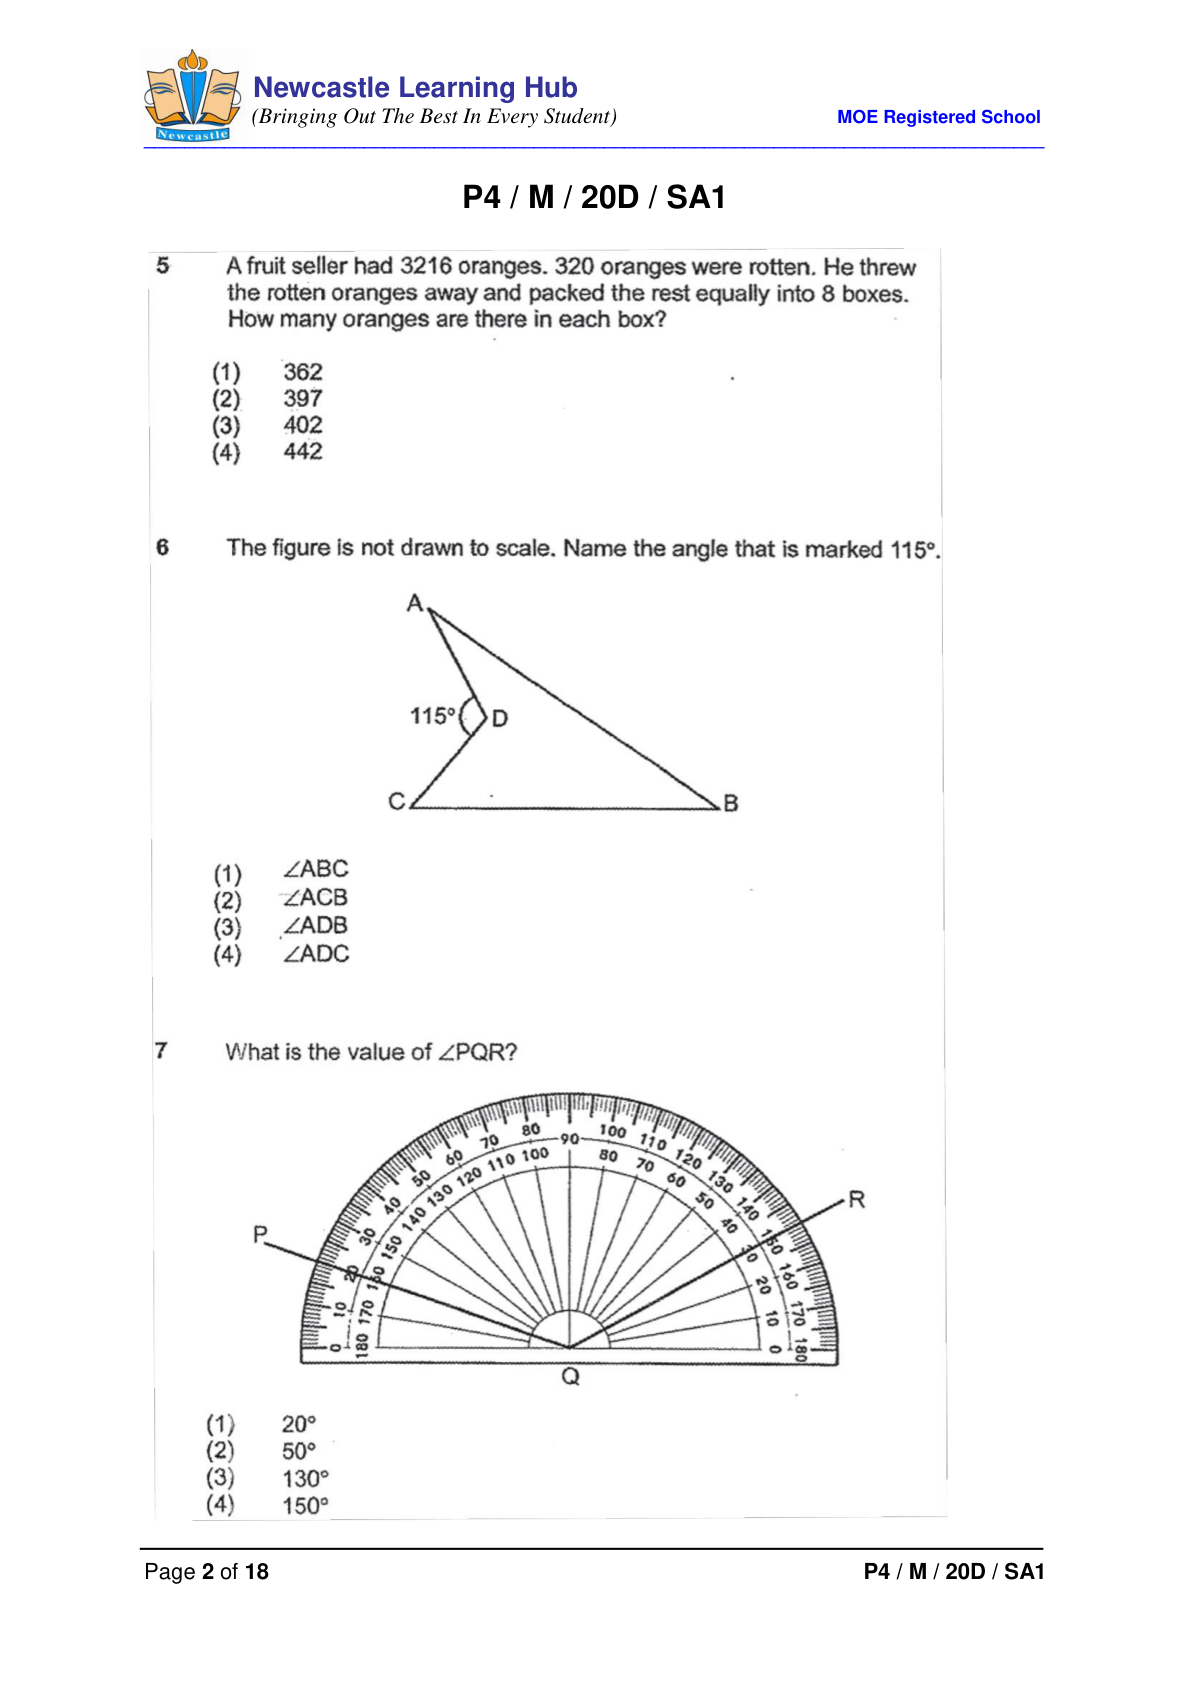 Newcastle Learning Hub
(Bringing Out The Best In Every Student)
MOE Registered School
Newcastle
P4 / M / 20D / SA1
5 A fruit seller had 3216 oranges. 320 oranges were rotten. He threw
the rotten oranges away and packed the rest equally into 8 boxes.
How many oranges are there in each box?
(1) 362
(2) 397
(3) 402
(4) 442
6 The figure is not drawn to scale. Name the angle that is marked 115°.
A
115° D
C B
(1) ∠ABC
(2) ∠ACB
(3) ∠ADB
(4) ∠ADC
7 What is the value of ∠PQR?
0 10 20 30 40 50 60 70 80 90 100 110 120 130 140 150 160 170 180
180 170 160 150 140 130 120 110 100 80 70 60 50 40 30 20 10 0
P R
Q
(1) 20°
(2) 50°
(3) 130°
(4) 150°
Page 2 of 18
P4 / M / 20D / SA1